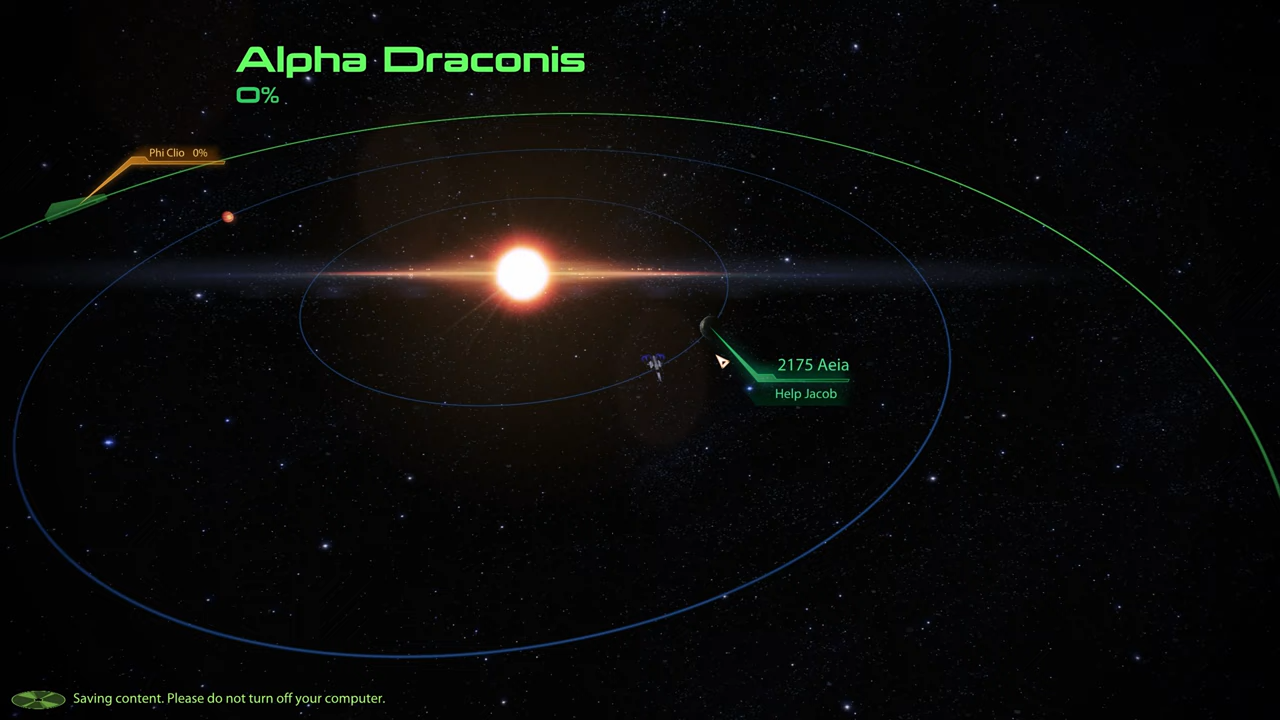 Alpha Draconis
0%
Phi Clio 0%
2175 Aeia
Help Jacob
Saving content. Please do not turn off your computer.